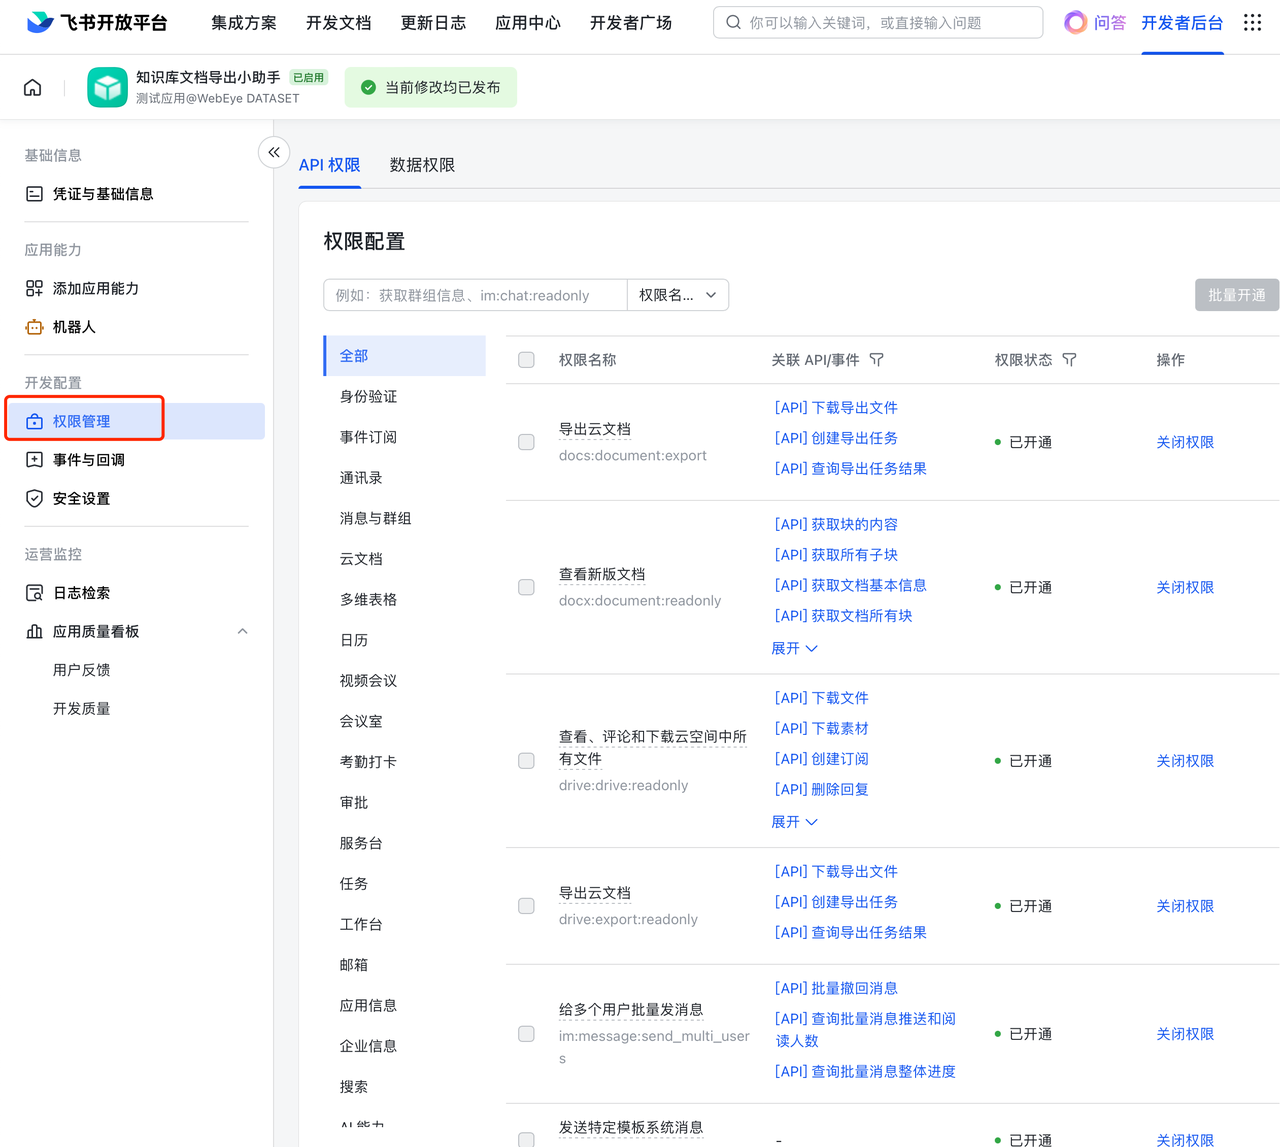 飞书开放平台
集成方案
开发文档
更新日志
应用中心
开发者广场
你可以输入关键词，或直接输入问题
问答
开发者后台
知识库文档导出小助手
已启用
测试应用@WebEye DATASET
当前修改均已发布
基础信息
凭证与基础信息
应用能力
添加应用能力
机器人
开发配置
权限管理
事件与回调
安全设置
运营监控
日志检索
应用质量看板
用户反馈
开发质量
API 权限
数据权限
权限配置
例如：获取群组信息、im:chat:readonly
权限名...
批量开通
全部
身份验证
事件订阅
通讯录
消息与群组
云文档
多维表格
日历
视频会议
会议室
考勤打卡
审批
服务台
任务
工作台
邮箱
应用信息
企业信息
搜索
AI 能力
权限名称
关联 API/事件
权限状态
操作
导出云文档
docs:document:export
[API] 下载导出文件
[API] 创建导出任务
[API] 查询导出任务结果
已开通
关闭权限
查看新版文档
docx:document:readonly
[API] 获取块的内容
[API] 获取所有子块
[API] 获取文档基本信息
[API] 获取文档所有块
展开
已开通
关闭权限
查看、评论和下载云空间中所
有文件
drive:drive:readonly
[API] 下载文件
[API] 下载素材
[API] 创建订阅
[API] 删除回复
展开
已开通
关闭权限
导出云文档
drive:export:readonly
[API] 下载导出文件
[API] 创建导出任务
[API] 查询导出任务结果
已开通
关闭权限
给多个用户批量发消息
im:message:send_multi_user
s
[API] 批量撤回消息
[API] 查询批量消息推送和阅
读人数
[API] 查询批量消息整体进度
已开通
关闭权限
发送特定模板系统消息
-
已开通
关闭权限